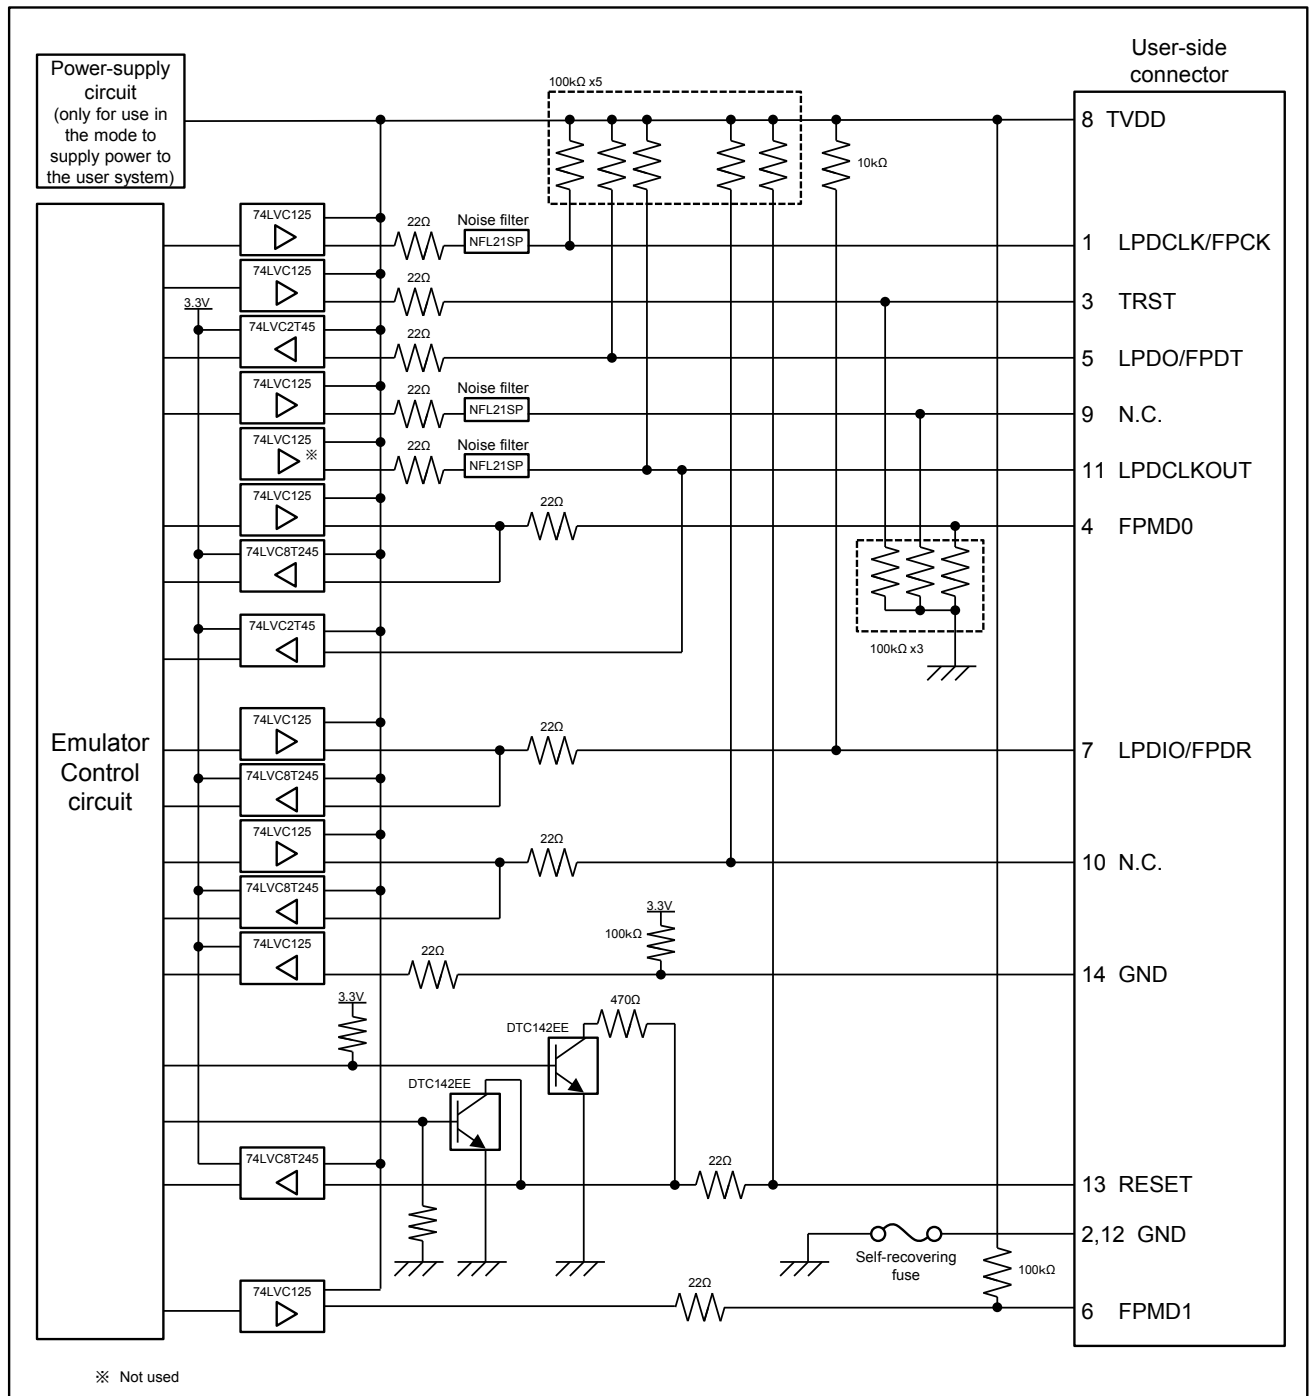 User-side
connector
Power-supply
circuit
(only for use in
the mode to
supply power to
the user system)
100kΩ x5
8 TVDD
10kΩ
74LVC125
22Ω
Noise filter
NFL21SP
1 LPDCLK/FPCK
74LVC125
22Ω
3 TRST
3.3V
74LVC2T45
22Ω
5 LPDO/FPDT
74LVC125
22Ω
Noise filter
NFL21SP
9 N.C.
74LVC125
※
22Ω
Noise filter
NFL21SP
11 LPDCLKOUT
74LVC125
22Ω
4 FPMD0
74LVC8T245
74LVC2T45
100kΩ x3
Emulator
Control
circuit
74LVC125
22Ω
7 LPDIO/FPDR
74LVC8T245
74LVC125
22Ω
10 N.C.
74LVC8T245
3.3V
100kΩ
74LVC125
22Ω
14 GND
3.3V
470Ω
DTC142EE
DTC142EE
74LVC8T245
22Ω
13 RESET
2,12 GND
Self-recovering
fuse
100kΩ
74LVC125
22Ω
6 FPMD1
※ Not used